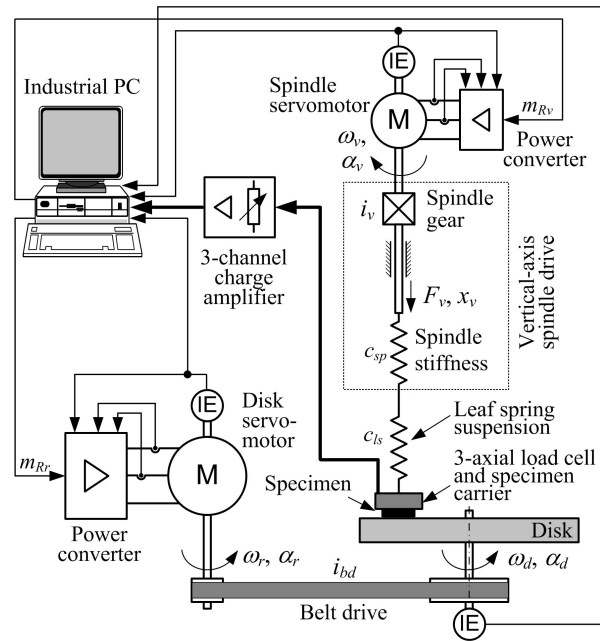 IE
Industrial PC
Spindle
servomotor
M
m_Rv
Power
converter
ω_v,
α_v
i_v
Spindle
gear
3-channel
charge
amplifier
F_v, x_v
Vertical-axis
spindle drive
c_sp
Spindle
stiffness
IE
Disk
servo-
motor
Leaf spring
suspension
c_ls
M
m_Rr
3-axial load cell
and specimen
carrier
Specimen
Disk
Power
converter
ω_r, α_r
i_bd
ω_d, α_d
Belt drive
IE